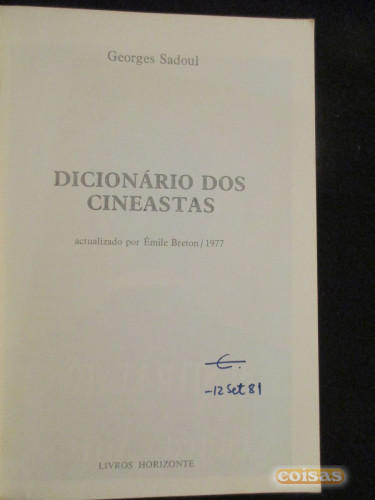 Georges Sadoul
DICIONÁRIO DOS
CINEASTAS
actualizado por Émile Breton / 1977
-12 Set 81
LIVROS HORIZONTE
coisas